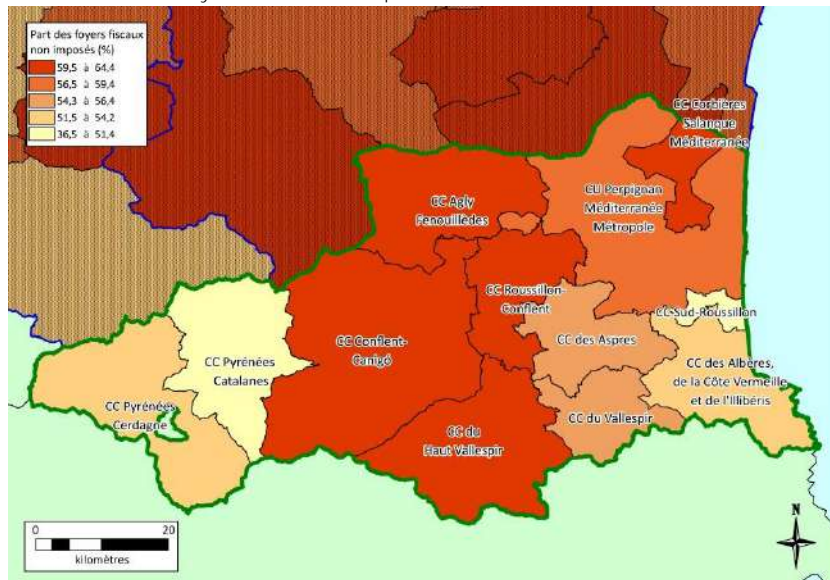 Part des foyers fiscaux
non imposés (%)
59,5 à 64,4
56,5 à 59,4
54,3 à 56,4
51,5 à 54,2
36,5 à 51,4
CC Corbières
Salanque
Méditerranée
CC Agly
Fenouillèdes
CU Perpignan
Méditerranée
Métropole
CC Roussillon-
Conflent
CC Sud-Roussillon
CC Conflent-
Canigó
CC des Aspres
CC Pyrénées
Catalanes
CC des Albères,
de la Côte Vermeille
et de l'Illibéris
CC Pyrénées
Cerdagne
CC du Vallespir
CC du
Haut Vallespir
0 20
kilomètres
N